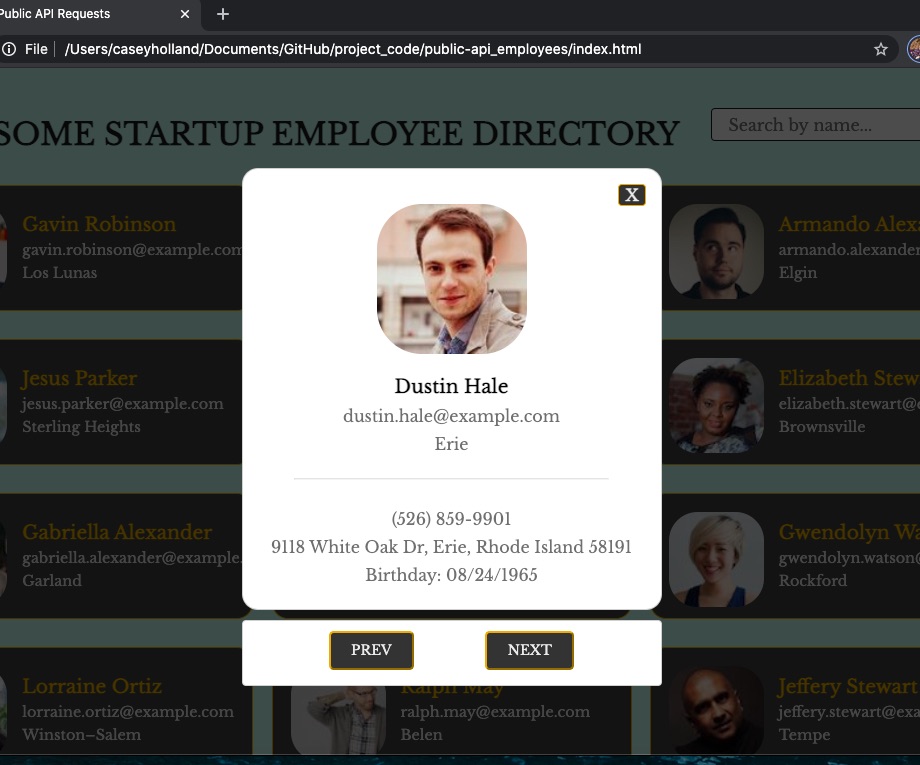 Public API Requests
File /Users/caseyholland/Documents/GitHub/project_code/public-api_employees/index.html
SOME STARTUP EMPLOYEE DIRECTORY
Search by name...
X
Gavin Robinson
gavin.robinson@example.com
Los Lunas
Armando Alexa
armando.alexander
Elgin
Jesus Parker
jesus.parker@example.com
Sterling Heights
Elizabeth Stew
elizabeth.stewart@e
Brownsville
Gabriella Alexander
gabriella.alexander@example.
Garland
Gwendolyn Wa
gwendolyn.watson@
Rockford
Dustin Hale
dustin.hale@example.com
Erie
(526) 859-9901
9118 White Oak Dr, Erie, Rhode Island 58191
Birthday: 08/24/1965
PREV
NEXT
Lorraine Ortiz
lorraine.ortiz@example.com
Winston–Salem
Ralph May
ralph.may@example.com
Belen
Jeffery Stewart
jeffery.stewart@exa
Tempe